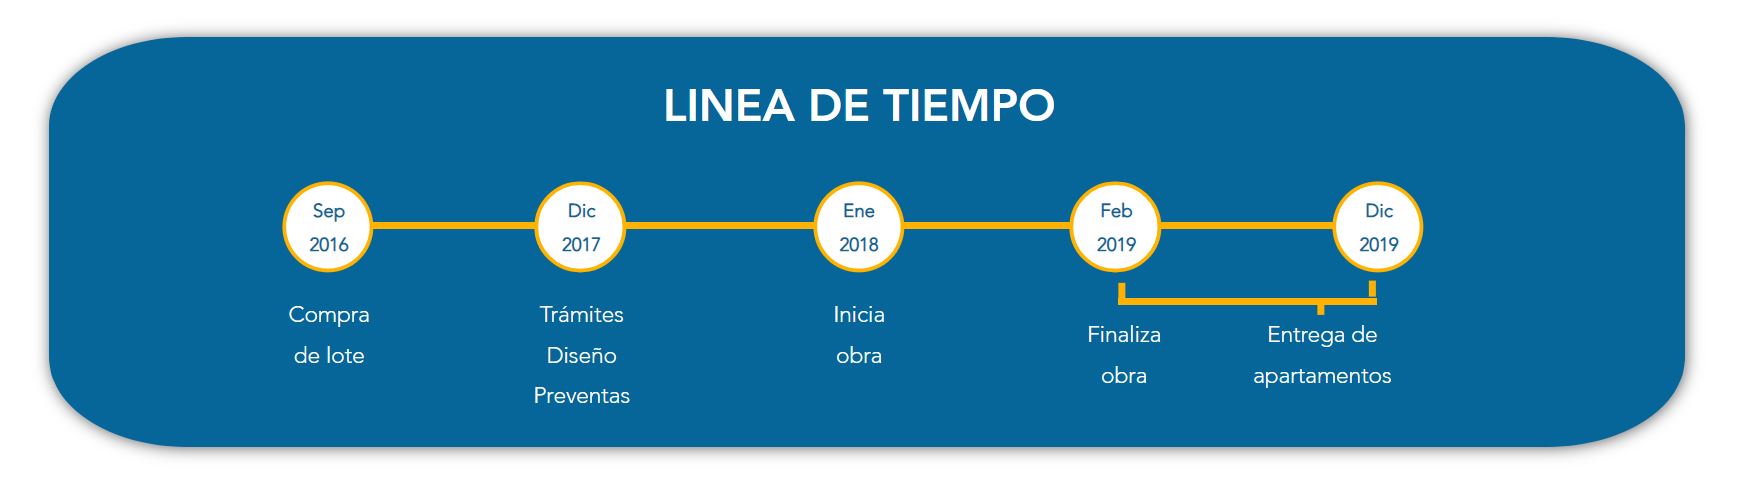 LINEA DE TIEMPO
Sep
2016
Dic
2017
Ene
2018
Feb
2019
Dic
2019
Compra
de lote
Trámites
Diseño
Preventas
Inicia
obra
Finaliza
obra
Entrega de
apartamentos